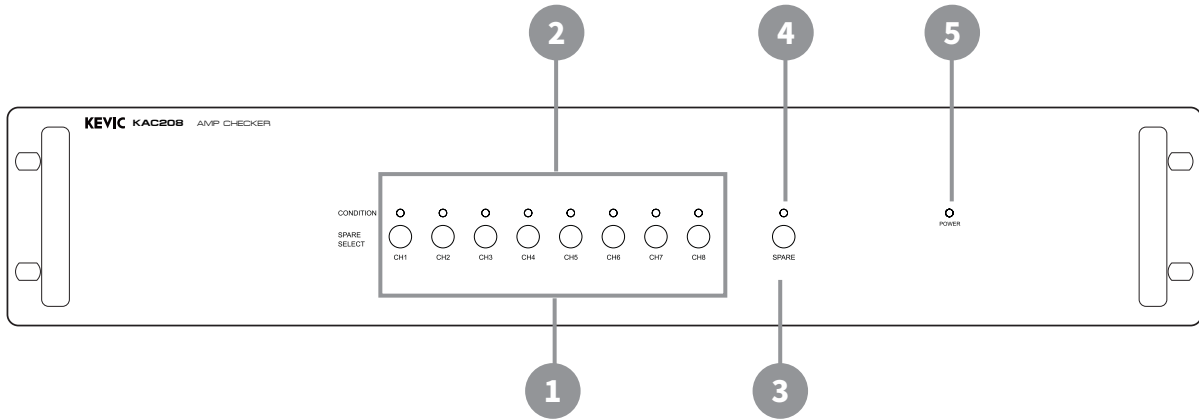 2
4
5
KEVIC KAC208 AMP CHECKER
CONDITION
POWER
SPARE
SELECT
CH1 CH2 CH3 CH4 CH5 CH6 CH7 CH8 SPARE
1
3